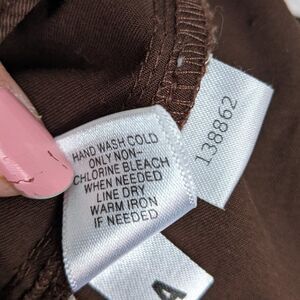 HAND WASH COLD
ONLY NON-
CHLORINE BLEACH
WHEN NEEDED
LINE DRY
WARM IRON
IF NEEDED
138862
A